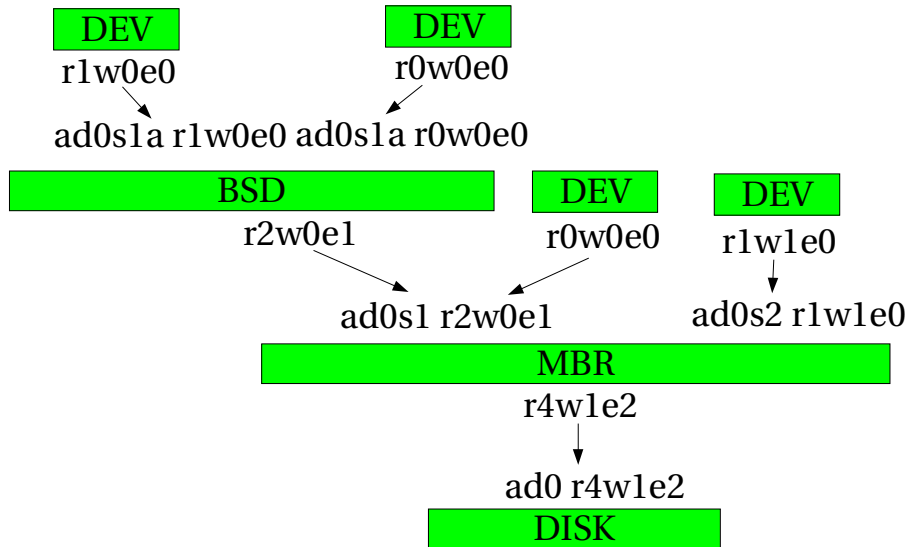 DEV DEV
r1w0e0 r0w0e0
ad0s1a r1w0e0 ad0s1a r0w0e0
BSD DEV DEV
r2w0e1 r0w0e0 r1w1e0
ad0s1 r2w0e1 ad0s2 r1w1e0
MBR
r4w1e2
ad0 r4w1e2
DISK